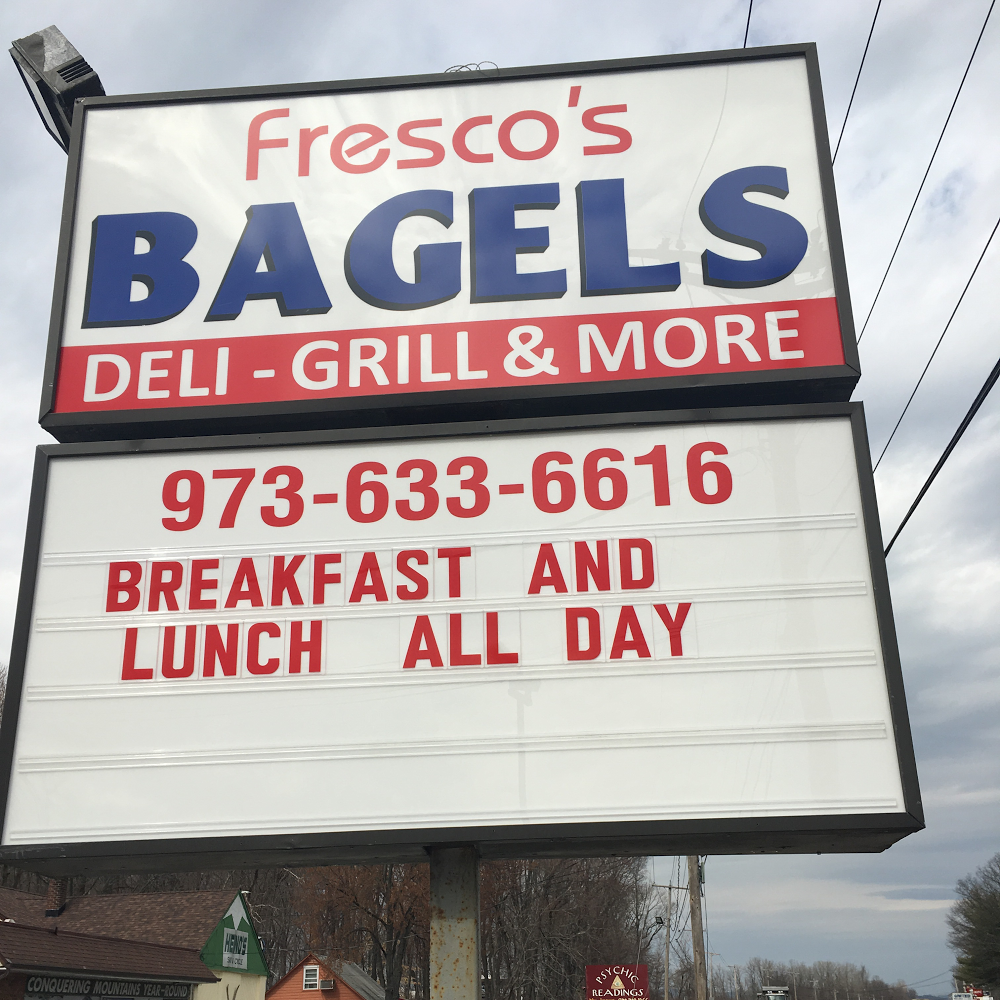 Fresco's
BAGELS
DELI - GRILL & MORE
973-633-6616
BREAKFAST AND
LUNCH ALL DAY
CONQUERING MOUNTAINS YEAR-ROUND
PSYCHIC
READINGS